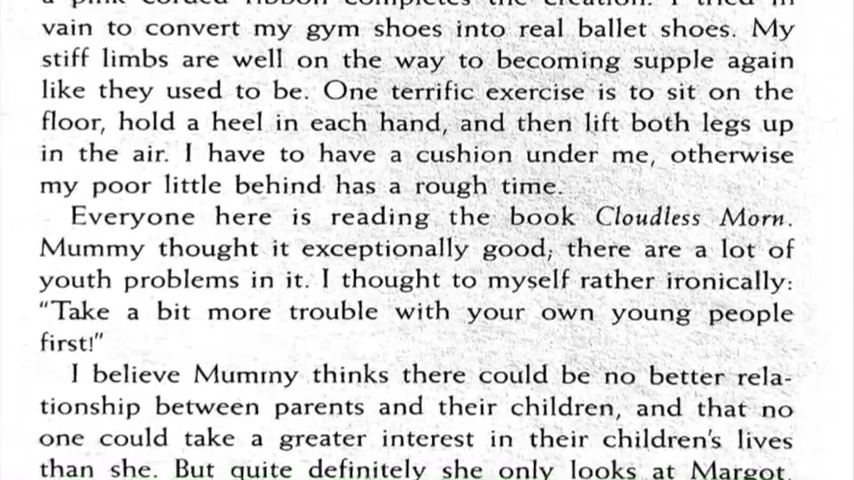 a pink corded ribbon completes the creation. I tried in
vain to convert my gym shoes into real ballet shoes. My
stiff limbs are well on the way to becoming supple again
like they used to be. One terrific exercise is to sit on the
floor, hold a heel in each hand, and then lift both legs up
in the air. I have to have a cushion under me, otherwise
my poor little behind has a rough time.
Everyone here is reading the book Cloudless Morn.
Mummy thought it exceptionally good; there are a lot of
youth problems in it. I thought to myself rather ironically:
“Take a bit more trouble with your own young people
first!”
I believe Mummy thinks there could be no better rela-
tionship between parents and their children, and that no
one could take a greater interest in their children's lives
than she. But quite definitely she only looks at Margot,